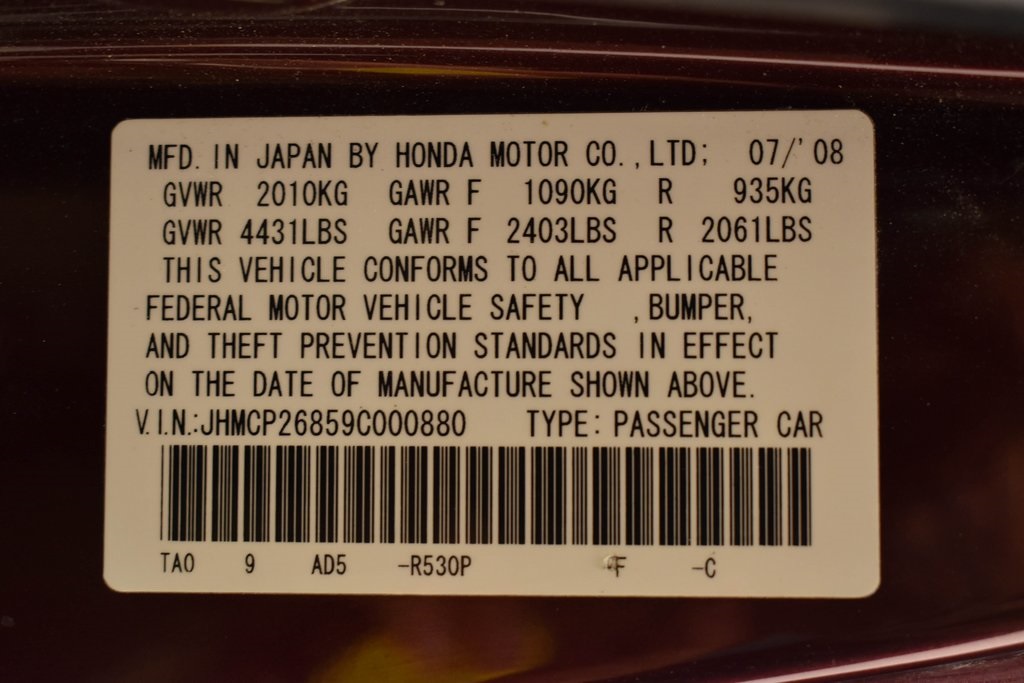 MFD. IN JAPAN BY HONDA MOTOR CO.,LTD; 07/'08
GVWR 2010KG GAWR F 1090KG R 935KG
GVWR 4431LBS GAWR F 2403LBS R 2061LBS
THIS VEHICLE CONFORMS TO ALL APPLICABLE
FEDERAL MOTOR VEHICLE SAFETY ,BUMPER,
AND THEFT PREVENTION STANDARDS IN EFFECT
ON THE DATE OF MANUFACTURE SHOWN ABOVE.
V.I.N.:JHMCP26859C000880 TYPE: PASSENGER CAR
TA0 9 AD5 -R530P -F -C